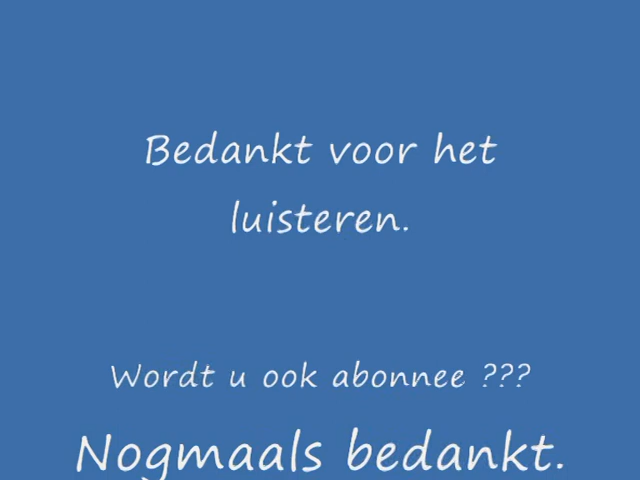 Bedankt voor het
luisteren.
Wordt u ook abonnee ???
Nogmaals bedankt.